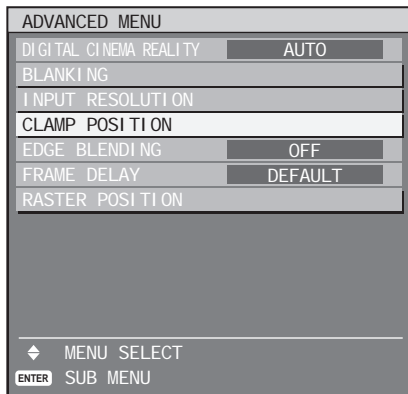 ADVANCED MENU
DIGITAL CINEMA REALITY AUTO
BLANKING
INPUT RESOLUTION
CLAMP POSITION
EDGE BLENDING OFF
FRAME DELAY DEFAULT
RASTER POSITION
MENU SELECT
ENTER SUB MENU